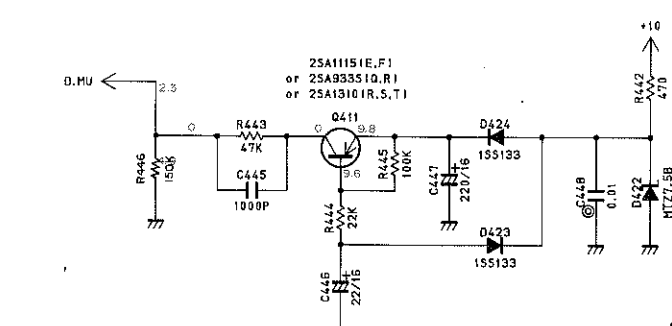 +10
2SA1115(E,F)
or 2SA933S(Q,R)
or 2SA1310(R,S,T)
D.MU
2.3
R442
470
Q411
D424
0
R443
47K
0
9.8
1SS133
R446
150K
C445
1000P
9.6
R445
100K
C447
+
220/16
C448
0.01
D422
MTZ7.5B
R444
22K
D423
1SS133
C446
+
22/16